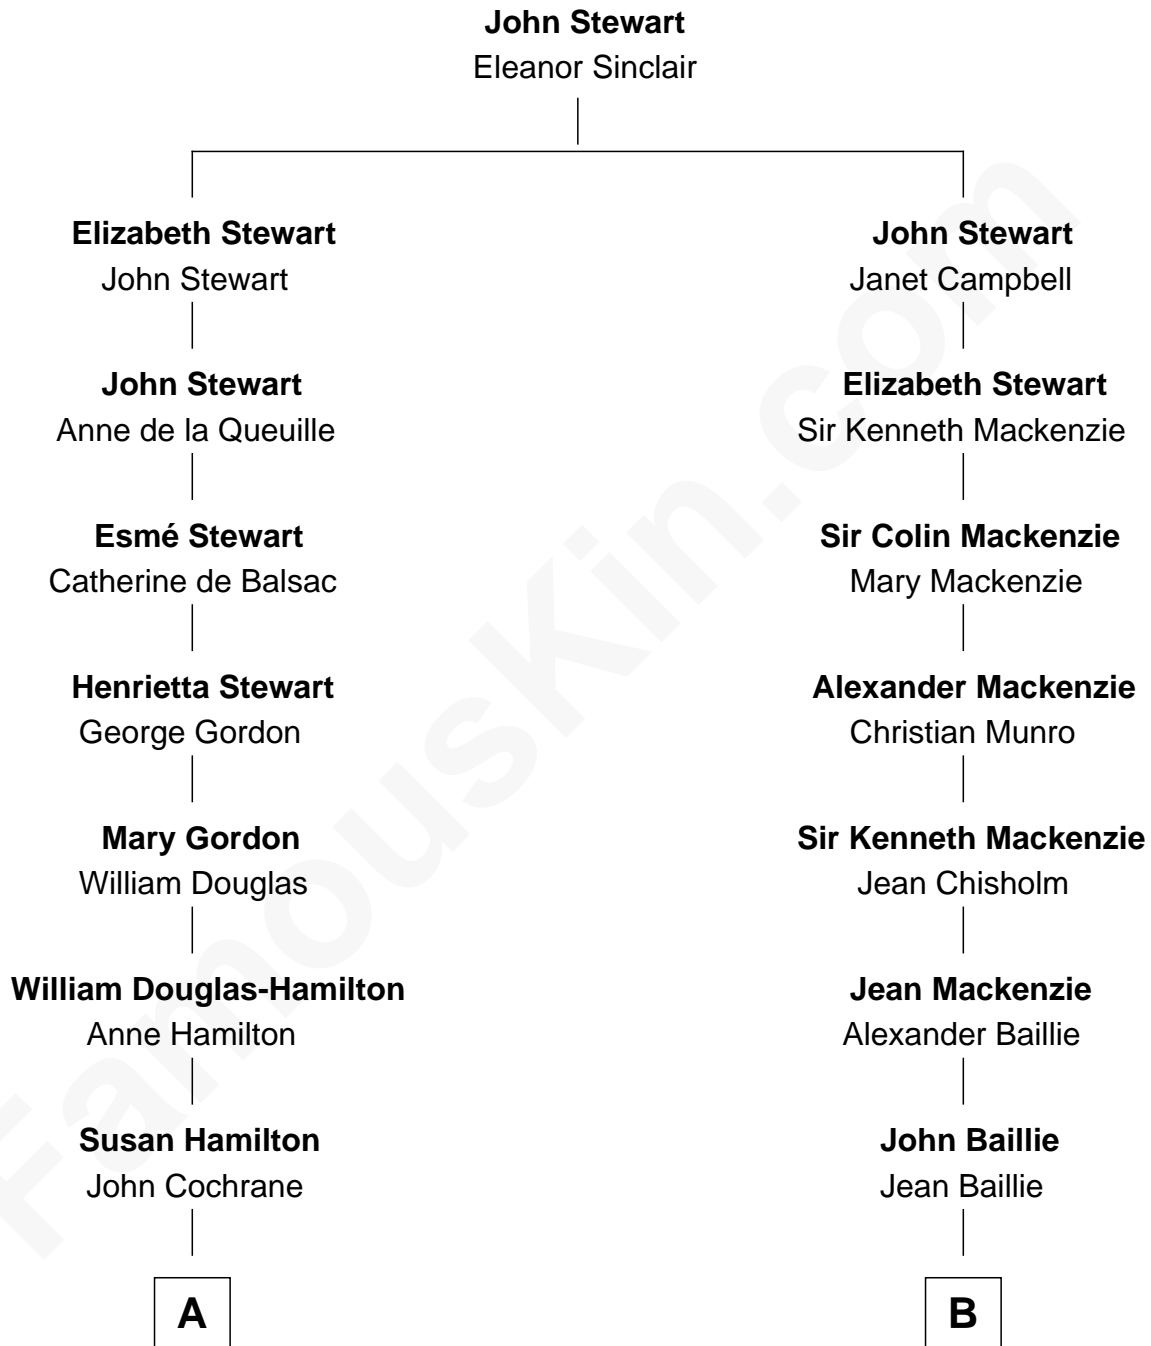 John Stewart
Eleanor Sinclair
Elizabeth Stewart
John Stewart
John Stewart
Janet Campbell
John Stewart
Anne de la Queuille
Elizabeth Stewart
Sir Kenneth Mackenzie
Esmé Stewart
Catherine de Balsac
Sir Colin Mackenzie
Mary Mackenzie
Henrietta Stewart
George Gordon
Alexander Mackenzie
Christian Munro
Mary Gordon
William Douglas
Sir Kenneth Mackenzie
Jean Chisholm
William Douglas-Hamilton
Anne Hamilton
Jean Mackenzie
Alexander Baillie
Susan Hamilton
John Cochrane
John Baillie
Jean Baillie
A
B
FamousKin.com